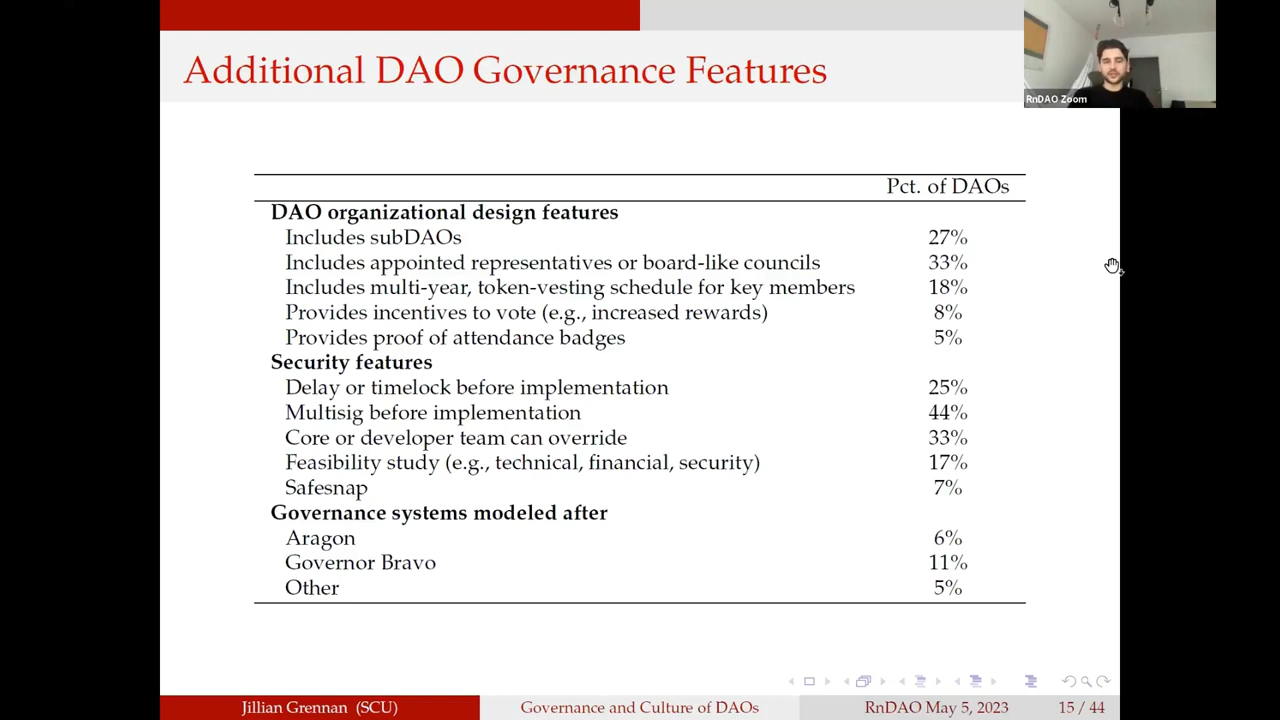 Additional DAO Governance Features
RnDAO Zoom
Pct. of DAOs
DAO organizational design features
Includes subDAOs 27%
Includes appointed representatives or board-like councils 33%
Includes multi-year, token-vesting schedule for key members 18%
Provides incentives to vote (e.g., increased rewards) 8%
Provides proof of attendance badges 5%
Security features
Delay or timelock before implementation 25%
Multisig before implementation 44%
Core or developer team can override 33%
Feasibility study (e.g., technical, financial, security) 17%
Safesnap 7%
Governance systems modeled after
Aragon 6%
Governor Bravo 11%
Other 5%
Jillian Grennan (SCU) Governance and Culture of DAOs RnDAO May 5, 2023 15 / 44